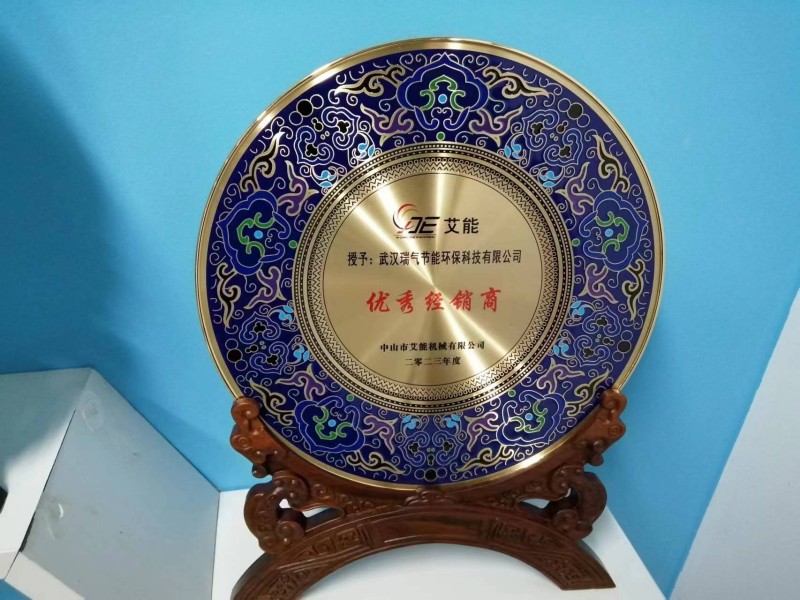 艾能
授予：武汉瑞气节能环保科技有限公司
优秀经销商
中山市艾能机械有限公司
二零二三年度